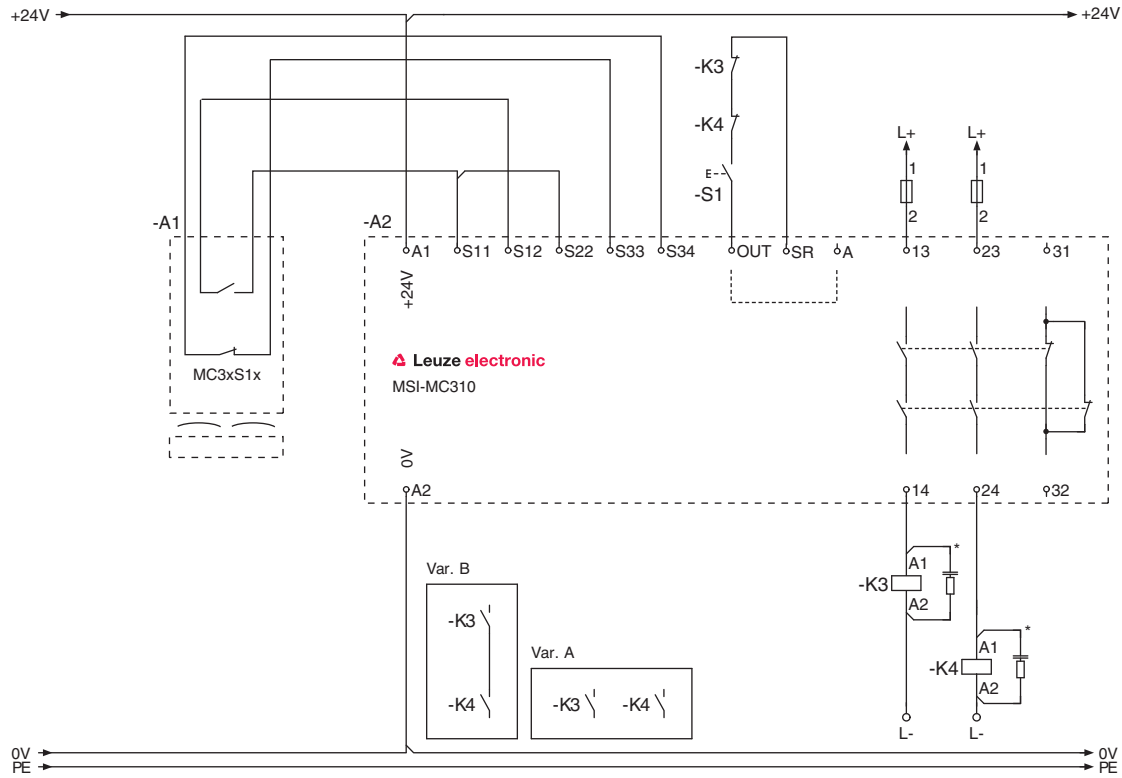 +24V +24V
-K3
-K4
E
-S1
L+ L+
1 1
2 2
-A1 -A2
A1 S11 S12 S22 S33 S34 OUT SR A 13 23 31
+24V
Leuze electronic
MSI-MC310
MC3xS1x
0V
A2 14 24 32
*
A1
-K3
A2
*
A1
-K4
A2
Var. B
-K3
-K4
Var. A
-K3 -K4
L- L-
0V 0V
PE PE